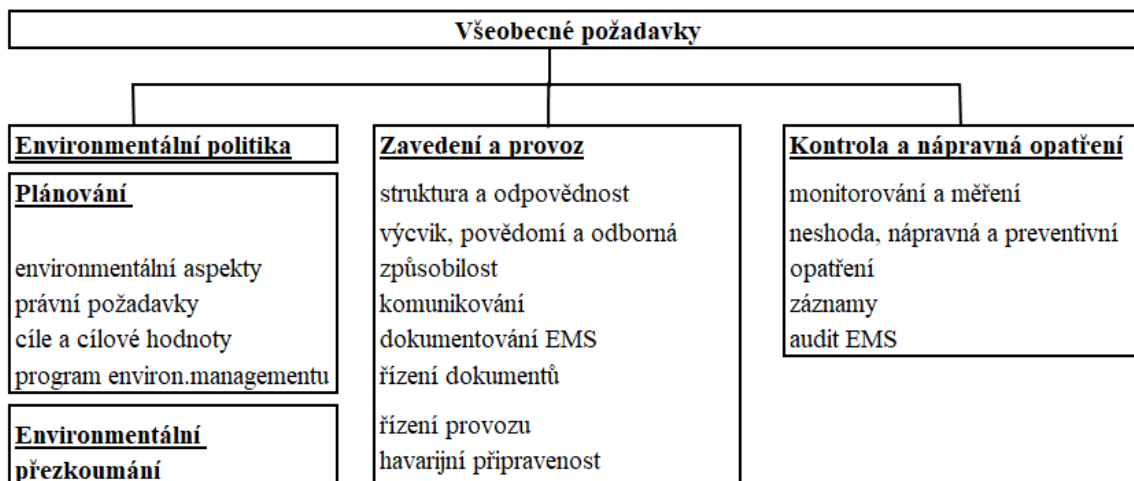 Všeobecné požadavky
Environmentální politika
Plánování
environmentální aspekty
právní požadavky
cíle a cílové hodnoty
program environ.managementu
Environmentální
přezkoumání
Zavedení a provoz
struktura a odpovědnost
výcvik, povědomí a odborná
způsobilost
komunikování
dokumentování EMS
řízení dokumentů
řízení provozu
havarijní připravenost
Kontrola a nápravná opatření
monitorování a měření
neshoda, nápravná a preventivní
opatření
záznamy
audit EMS